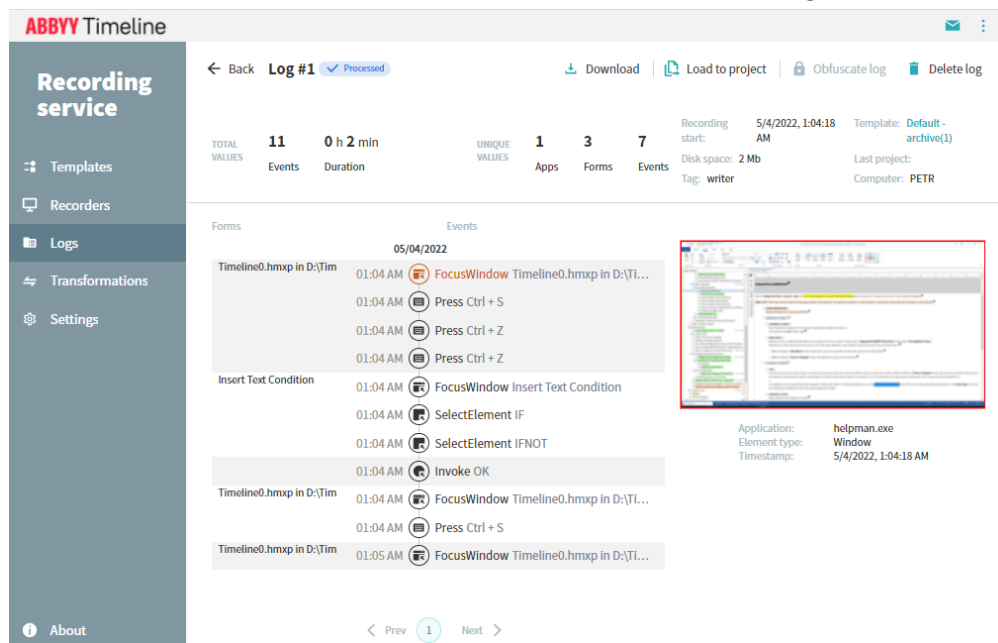 ABBYY Timeline
Recording service
Templates
Recorders
Logs
Transformations
Settings
About
Back Log #1 Processed
Download Load to project Obfuscate log Delete log
TOTAL VALUES
11 Events
0 h 2 min Duration
UNIQUE VALUES
1 Apps
3 Forms
7 Events
Recording start: 5/4/2022, 1:04:18 AM
Disk space: 2 Mb
Tag: writer
Template: Default - archive(1)
Last project:
Computer: PETR
Forms Events
05/04/2022
Timeline0.hmxp in D:\Tim 01:04 AM FocusWindow Timeline0.hmxp in D:\Ti...
01:04 AM Press Ctrl + S
01:04 AM Press Ctrl + Z
01:04 AM Press Ctrl + Z
Insert Text Condition 01:04 AM FocusWindow Insert Text Condition
01:04 AM SelectElement IF
01:04 AM SelectElement IFNOT
01:04 AM Invoke OK
Timeline0.hmxp in D:\Tim 01:04 AM FocusWindow Timeline0.hmxp in D:\Ti...
01:04 AM Press Ctrl + S
Timeline0.hmxp in D:\Tim 01:05 AM FocusWindow Timeline0.hmxp in D:\Ti...
Application: helpman.exe
Element type: Window
Timestamp: 5/4/2022, 1:04:18 AM
Prev 1 Next